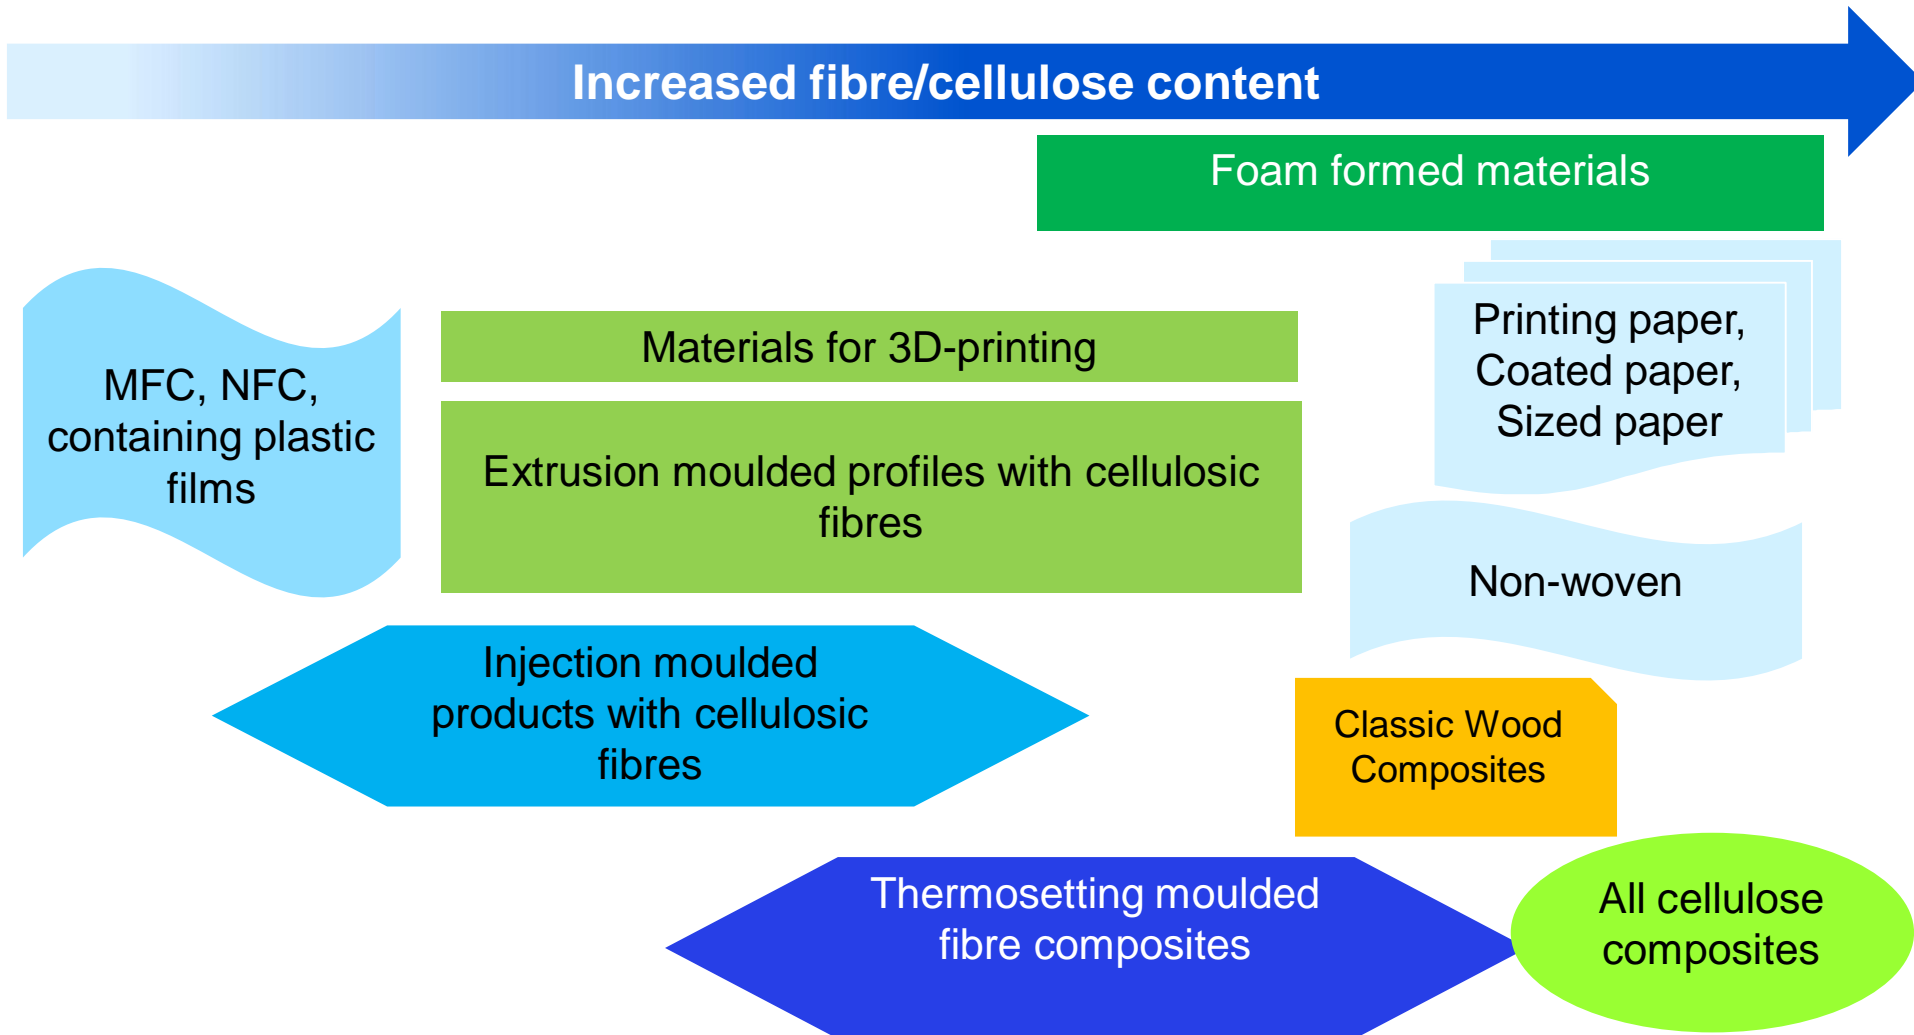 Increased fibre/cellulose content
Foam formed materials
MFC, NFC,
containing plastic
films
Materials for 3D-printing
Extrusion moulded profiles with cellulosic
fibres
Printing paper,
Coated paper,
Sized paper
Non-woven
Injection moulded
products with cellulosic
fibres
Classic Wood
Composites
Thermosetting moulded
fibre composites
All cellulose
composites